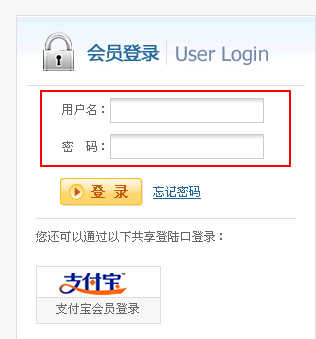 会员登录 | User Login
用户名：
密 码：
登 录 忘记密码
您还可以通过以下共享登陆口登录：
支付宝
支付宝会员登录